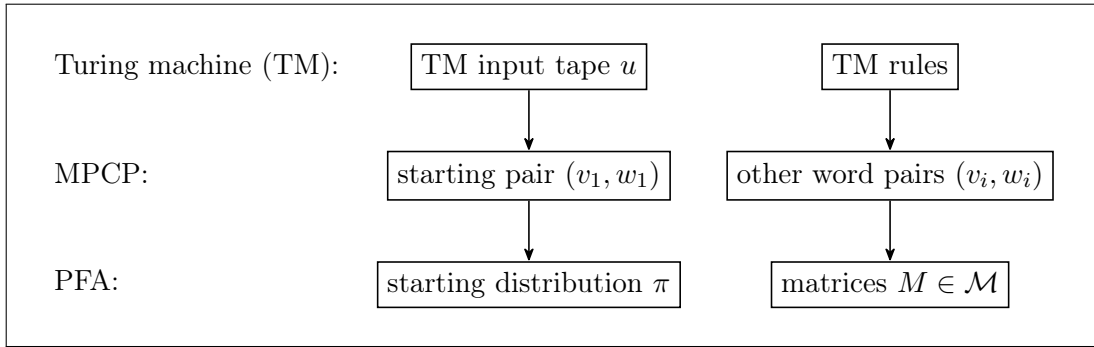 Turing machine (TM): TM input tape u TM rules
MPCP: starting pair (v₁, w₁) other word pairs (vᵢ, wᵢ)
PFA: starting distribution π matrices M ∈ ℳ